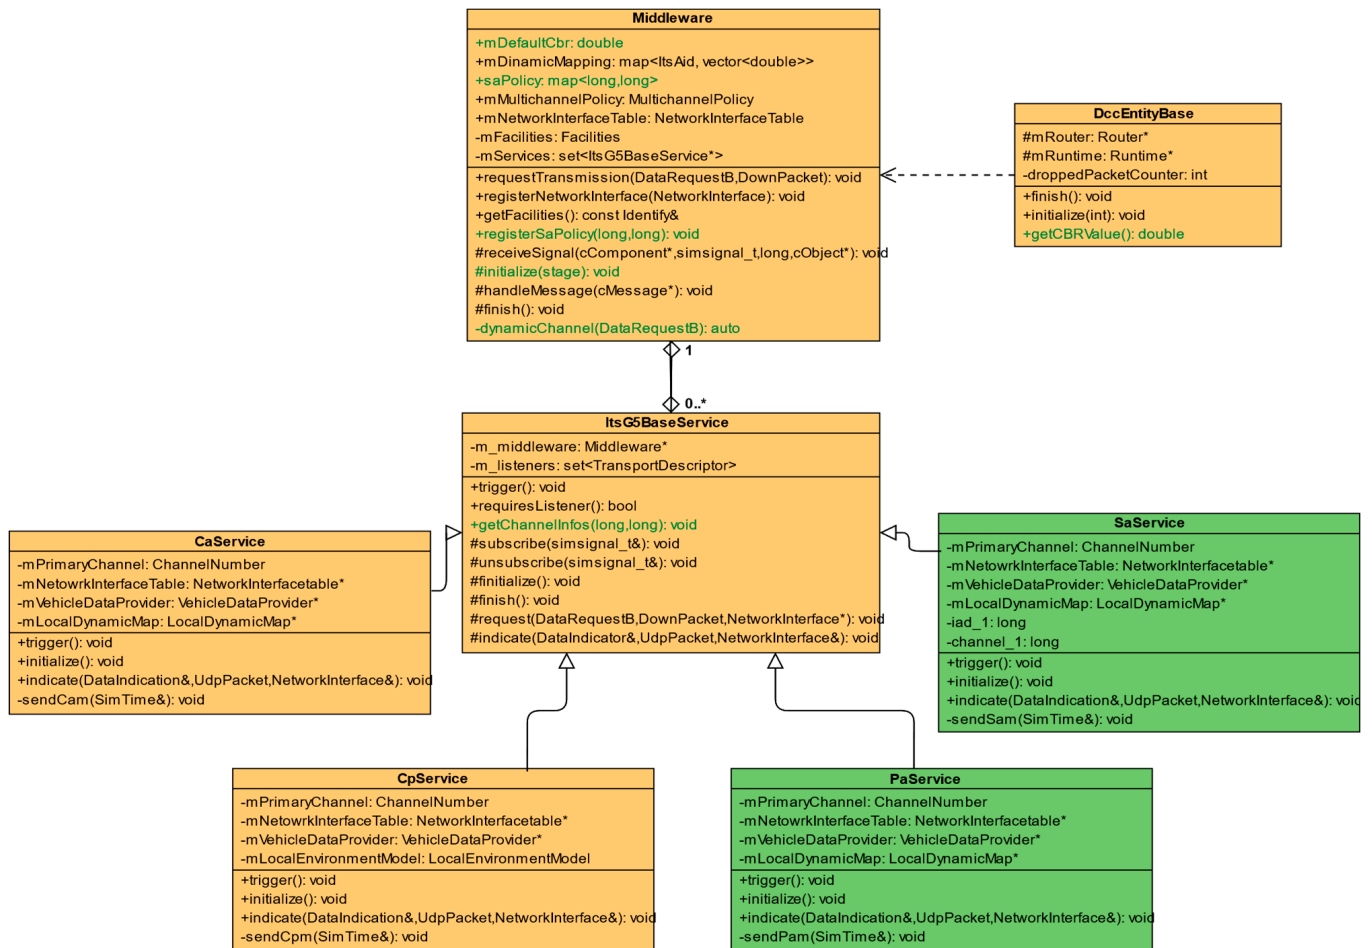 Middleware
+mDefaultCbr: double
+mDinamicMapping: map<ItsAid, vector<double>>
+saPolicy: map<long,long>
+mMultichannelPolicy: MultichannelPolicy
+mNetworkInterfaceTable: NetworkInterfaceTable
-mFacilities: Facilities
-mServices: set<ItsG5BaseService*>
+requestTransmission(DataRequestB,DownPacket): void
+registerNetworkInterface(NetworkInterface): void
+getFacilities(): const Identify&
+registerSaPolicy(long,long): void
#receiveSignal(cComponent*,simsignal_t,long,cObject*): void
#initialize(stage): void
#handleMessage(cMessage*): void
#finish(): void
-dynamicChannel(DataRequestB): auto
DccEntityBase
#mRouter: Router*
#mRuntime: Runtime*
-droppedPacketCounter: int
+finish(): void
+initialize(int): void
+getCBRValue(): double
1
0..*
ItsG5BaseService
-m_middleware: Middleware*
-m_listeners: set<TransportDescriptor>
+trigger(): void
+requiresListener(): bool
+getChannelInfos(long,long): void
#subscribe(simsignal_t&): void
#unsubscribe(simsignal_t&): void
#finitialize(): void
#finish(): void
#request(DataRequestB,DownPacket,NetworkInterface*): void
#indicate(DataIndicator&,UdpPacket,NetworkInterface&): void
CaService
-mPrimaryChannel: ChannelNumber
-mNetowrkInterfaceTable: NetworkInterfacetable*
-mVehicleDataProvider: VehicleDataProvider*
-mLocalDynamicMap: LocalDynamicMap*
+trigger(): void
+initialize(): void
+indicate(DataIndication&,UdpPacket,NetworkInterface&): void
-sendCam(SimTime&): void
SaService
-mPrimaryChannel: ChannelNumber
-mNetowrkInterfaceTable: NetworkInterfacetable*
-mVehicleDataProvider: VehicleDataProvider*
-mLocalDynamicMap: LocalDynamicMap*
-iad_1: long
-channel_1: long
+trigger(): void
+initialize(): void
+indicate(DataIndication&,UdpPacket,NetworkInterface&): void
-sendSam(SimTime&): void
CpService
-mPrimaryChannel: ChannelNumber
-mNetowrkInterfaceTable: NetworkInterfacetable*
-mVehicleDataProvider: VehicleDataProvider*
-mLocalEnvironmentModel: LocalEnvironmentModel
+trigger(): void
+initialize(): void
+indicate(DataIndication&,UdpPacket,NetworkInterface&): void
-sendCpm(SimTime&): void
PaService
-mPrimaryChannel: ChannelNumber
-mNetowrkInterfaceTable: NetworkInterfacetable*
-mVehicleDataProvider: VehicleDataProvider*
-mLocalDynamicMap: LocalDynamicMap*
+trigger(): void
+initialize(): void
+indicate(DataIndication&,UdpPacket,NetworkInterface&): void
-sendPam(SimTime&): void